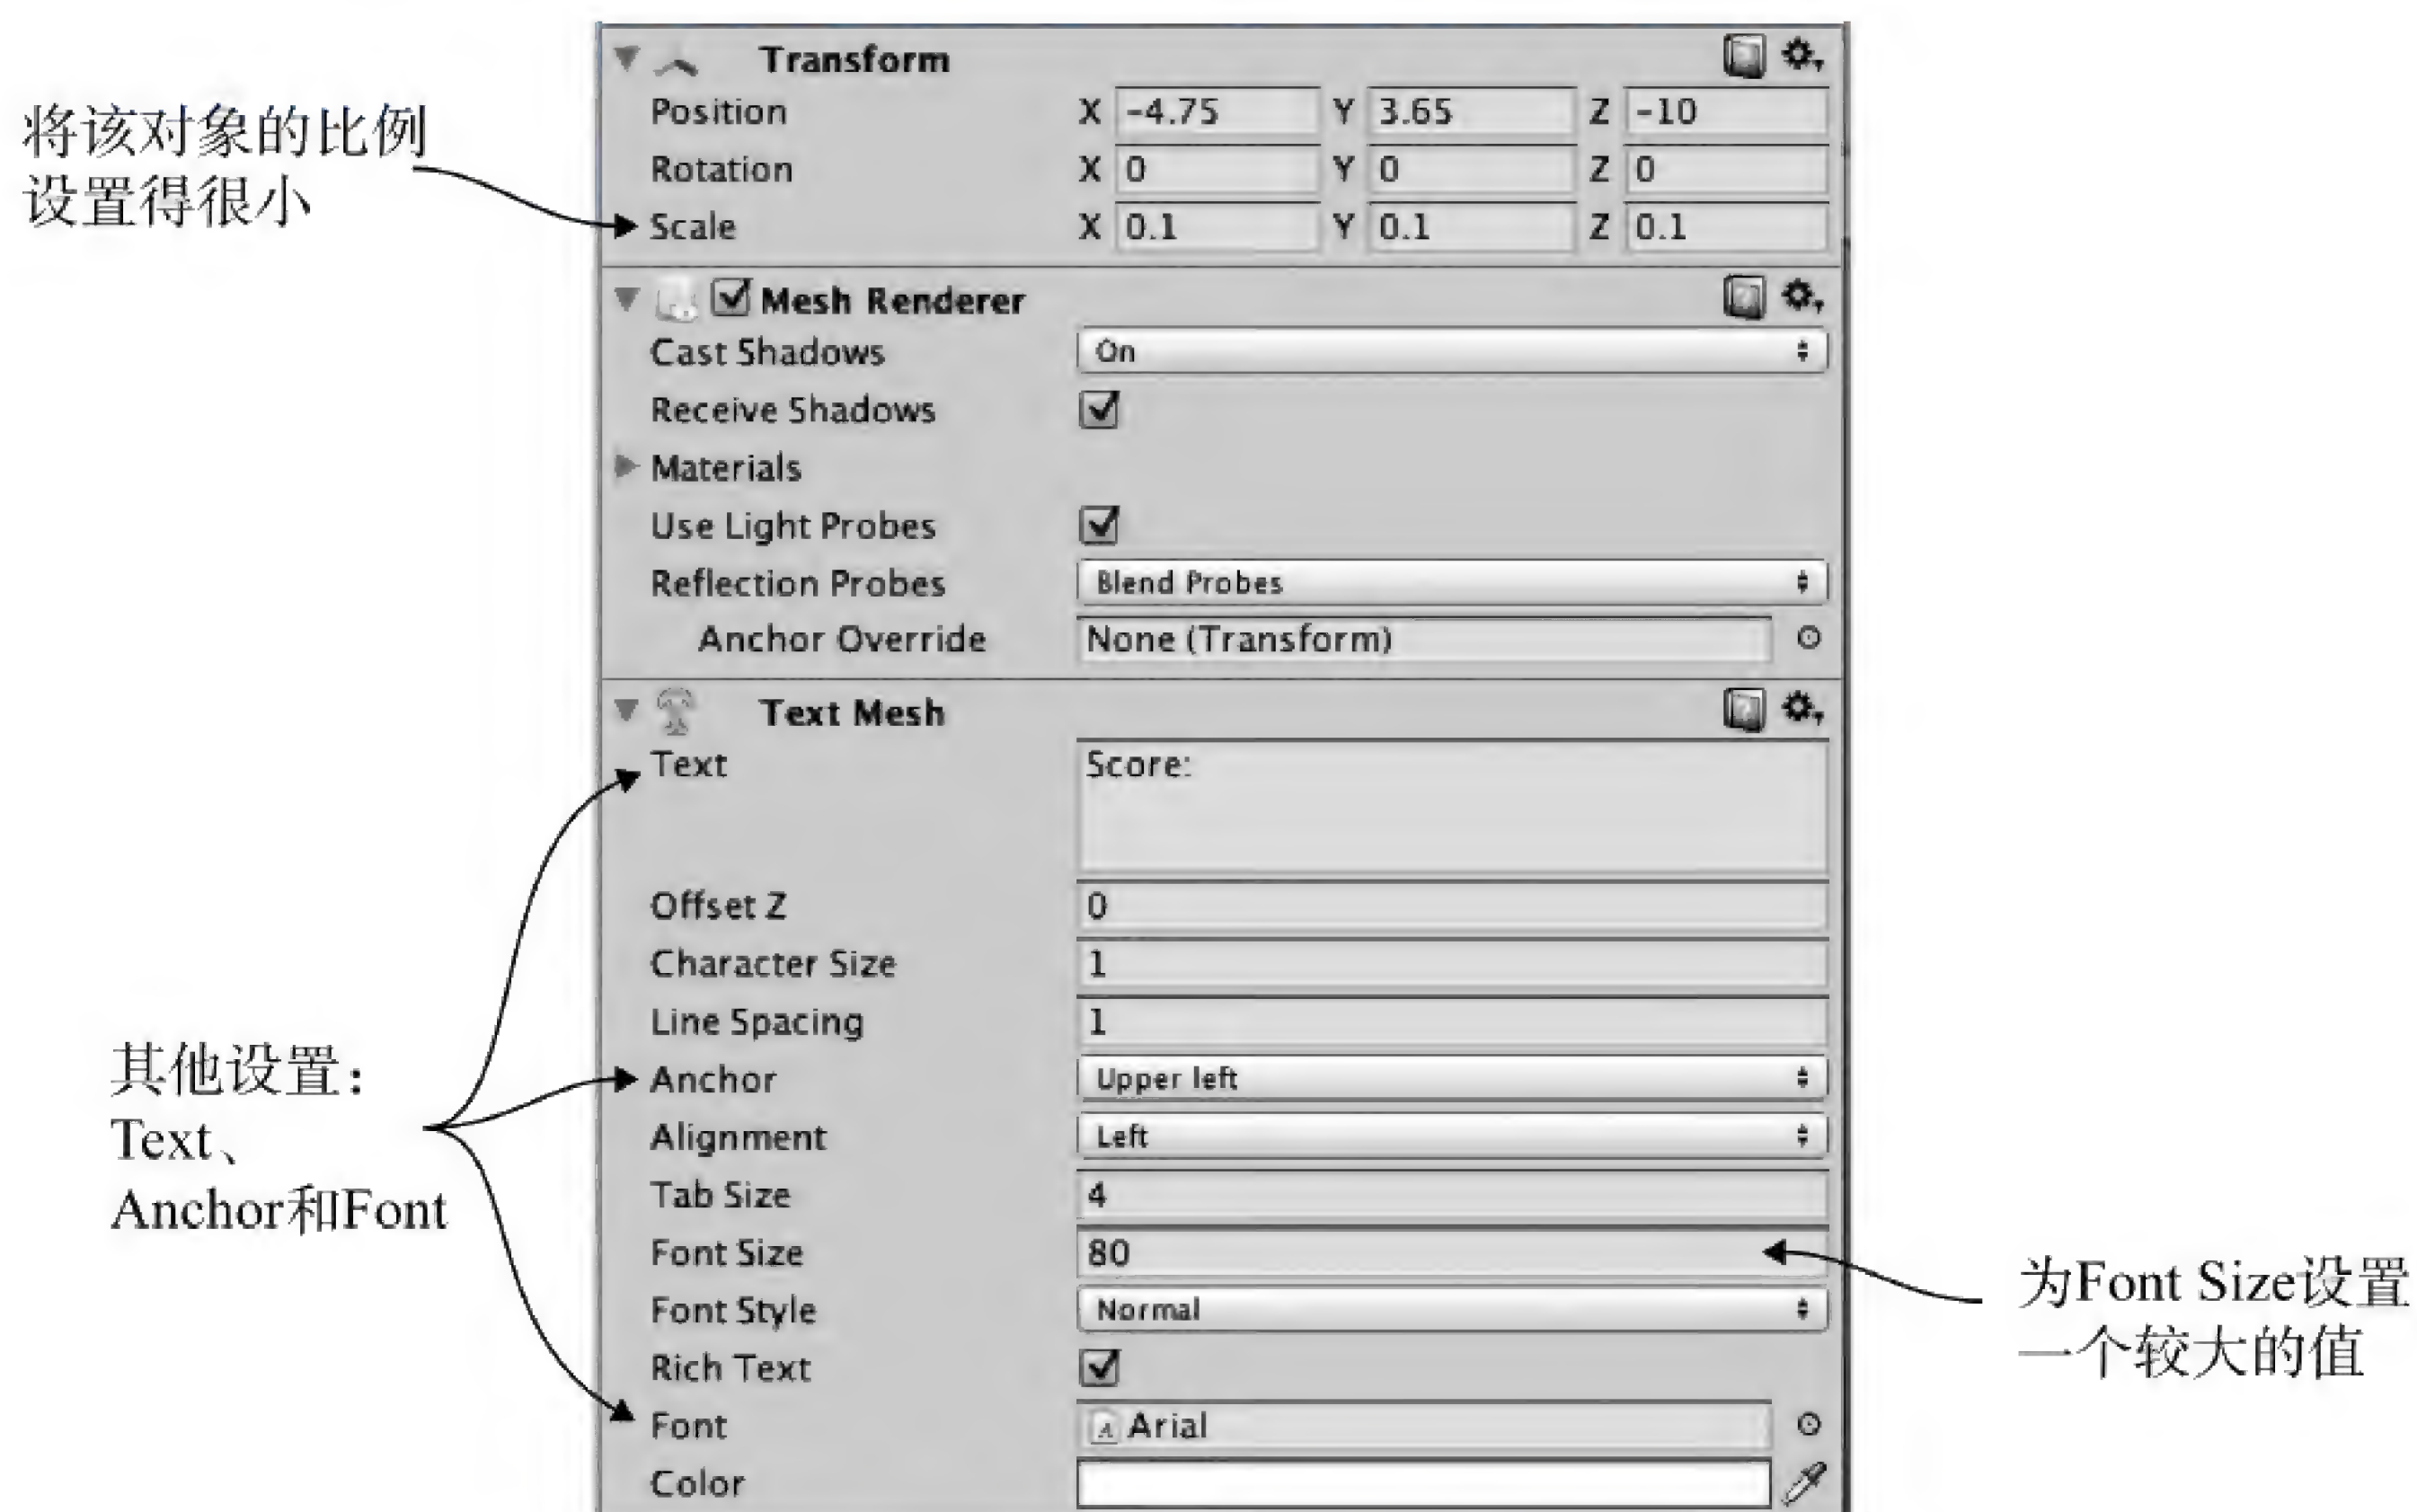 将该对象的比例
设置得很小
Transform
Position X -4.75 Y 3.65 Z -10
Rotation X 0 Y 0 Z 0
Scale X 0.1 Y 0.1 Z 0.1
Mesh Renderer
Cast Shadows On
Receive Shadows
Materials
Use Light Probes
Reflection Probes Blend Probes
Anchor Override None (Transform)
Text Mesh
Text Score:
Offset Z 0
Character Size 1
Line Spacing 1
Anchor Upper left
Alignment Left
Tab Size 4
Font Size 80
Font Style Normal
Rich Text
Font Arial
Color
其他设置：
Text、
Anchor和Font
为Font Size设置
一个较大的值